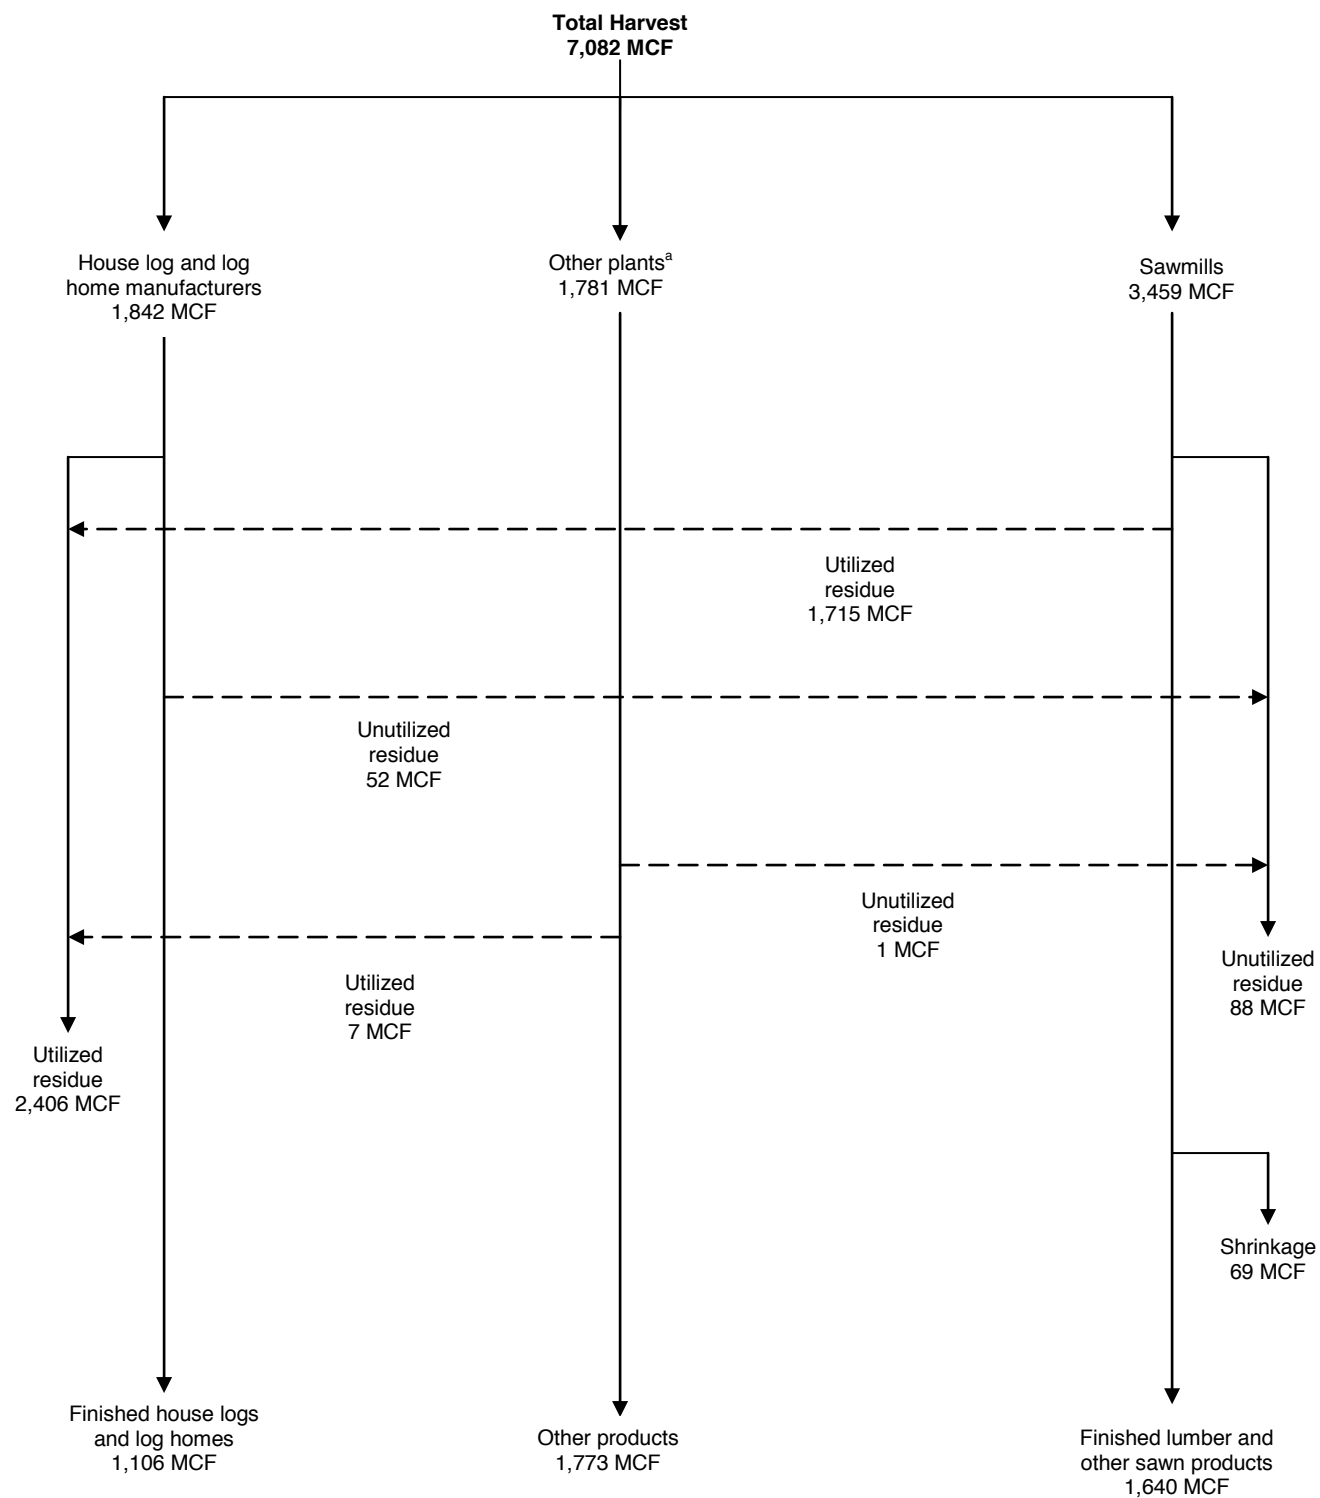 Total Harvest
7,082 MCF
House log and log
home manufacturers
1,842 MCF
Other plantsᵃ
1,781 MCF
Sawmills
3,459 MCF
Utilized
residue
1,715 MCF
Unutilized
residue
52 MCF
Unutilized
residue
1 MCF
Utilized
residue
7 MCF
Unutilized
residue
88 MCF
Utilized
residue
2,406 MCF
Shrinkage
69 MCF
Finished house logs
and log homes
1,106 MCF
Other products
1,773 MCF
Finished lumber and
other sawn products
1,640 MCF